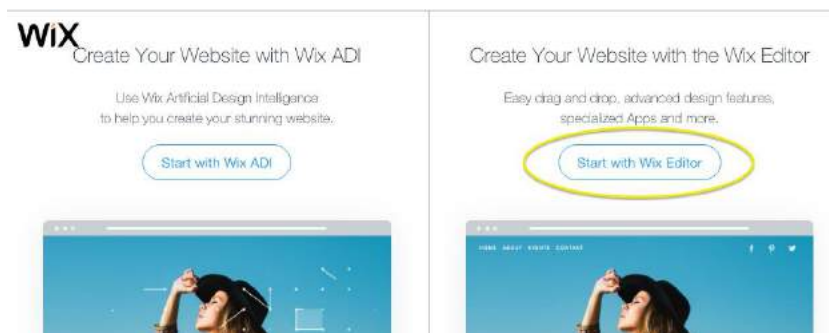 WiX
Create Your Website with Wix ADI
Use Wix Artificial Design Intelligence
to help you create your stunning website.
Start with Wix ADI
Create Your Website with the Wix Editor
Easy drag and drop, advanced design features,
specialized Apps and more.
Start with Wix Editor
HOME ABOUT EVENTS CONTACT